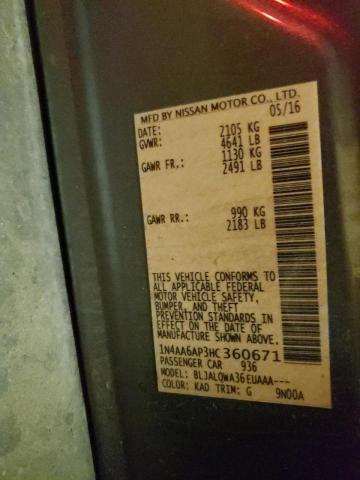 MFD BY NISSAN MOTOR CO., LTD.
05/16
DATE: 2105 KG
GVWR: 4641 LB
1130 KG
GAWR FR.: 2491 LB
990 KG
GAWR RR.: 2183 LB
THIS VEHICLE CONFORMS TO
ALL APPLICABLE FEDERAL
MOTOR VEHICLE SAFETY,
BUMPER, AND THEFT
PREVENTION STANDARDS IN
EFFECT ON THE DATE OF
MANUFACTURE SHOWN ABOVE.
1N4AA6AP3HC360671
PASSENGER CAR 936
MODEL: BLJALQWA36EUAAA---
COLOR: KAD TRIM: G 9N00A